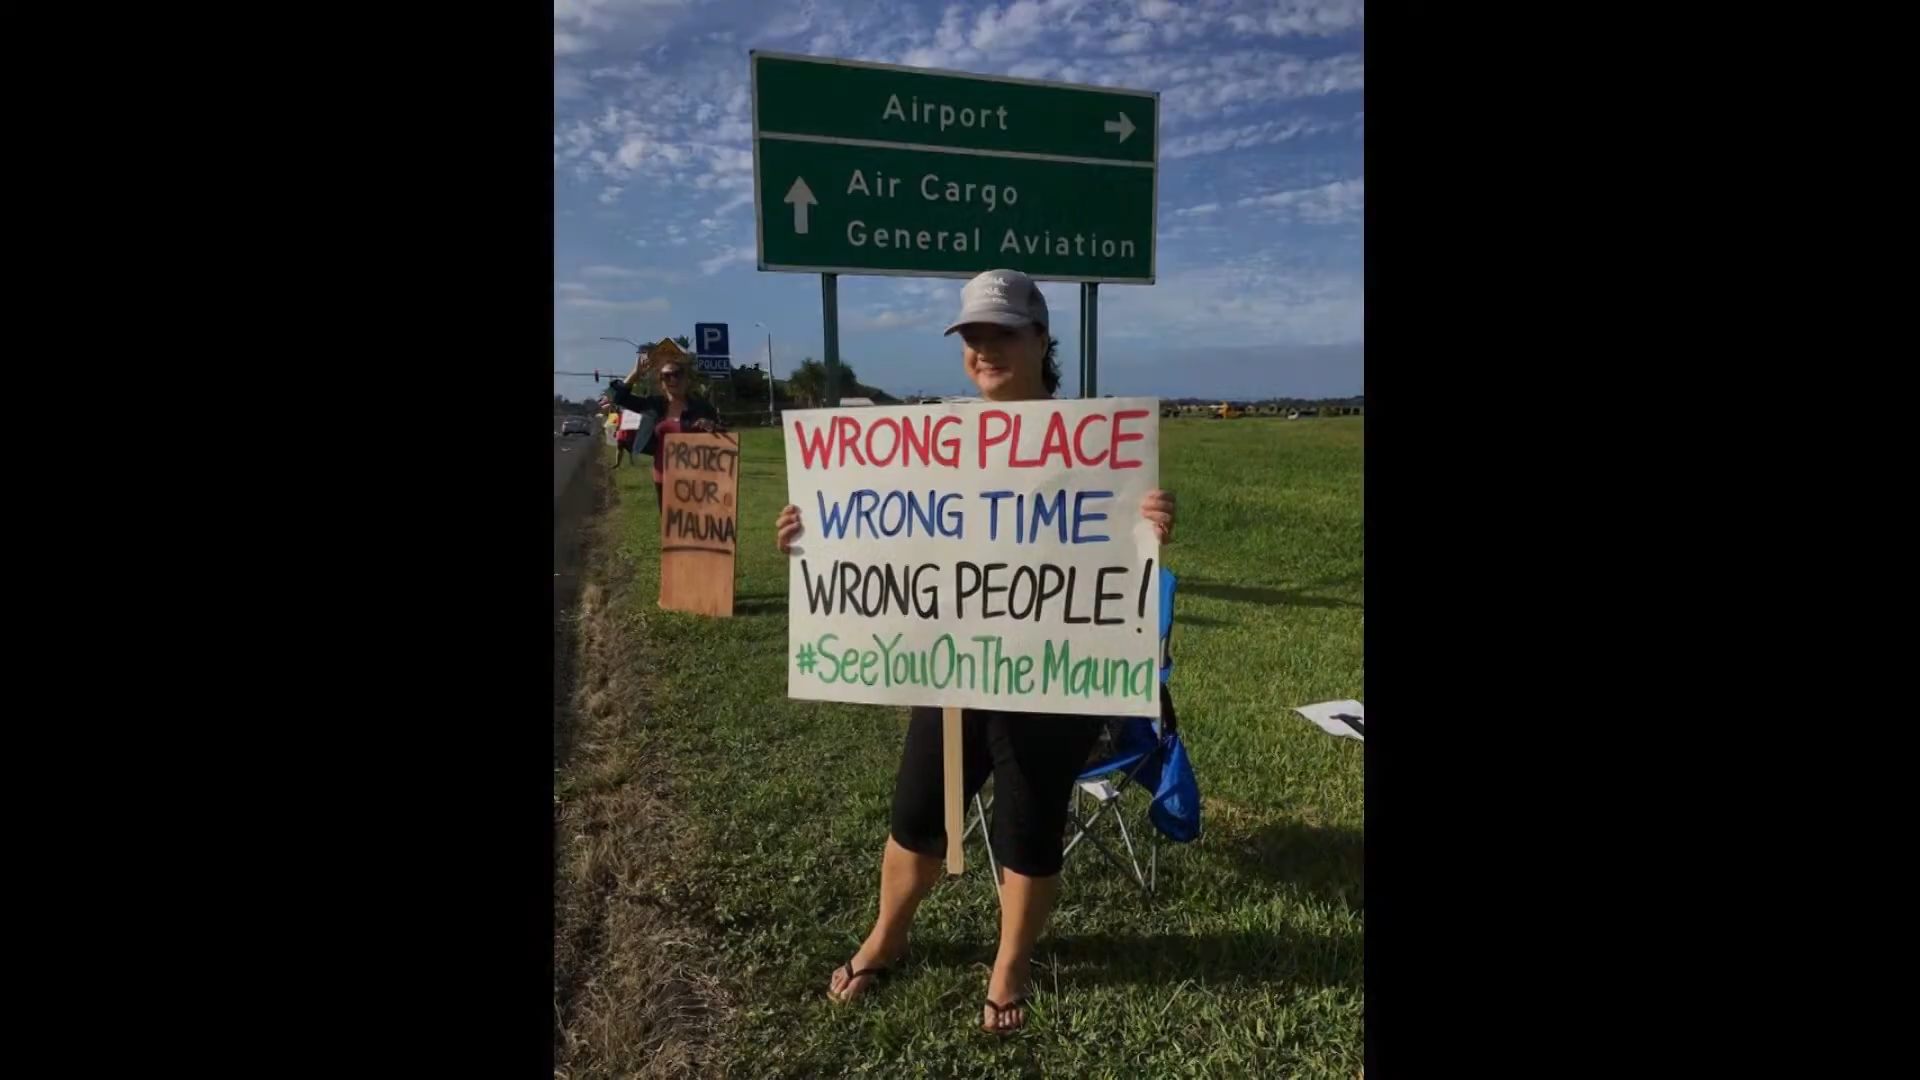 Airport
Air Cargo
General Aviation
P
POLICE
PROTECT
OUR
MAUNA
WRONG PLACE
WRONG TIME
WRONG PEOPLE!
#SeeYouOnTheMauna